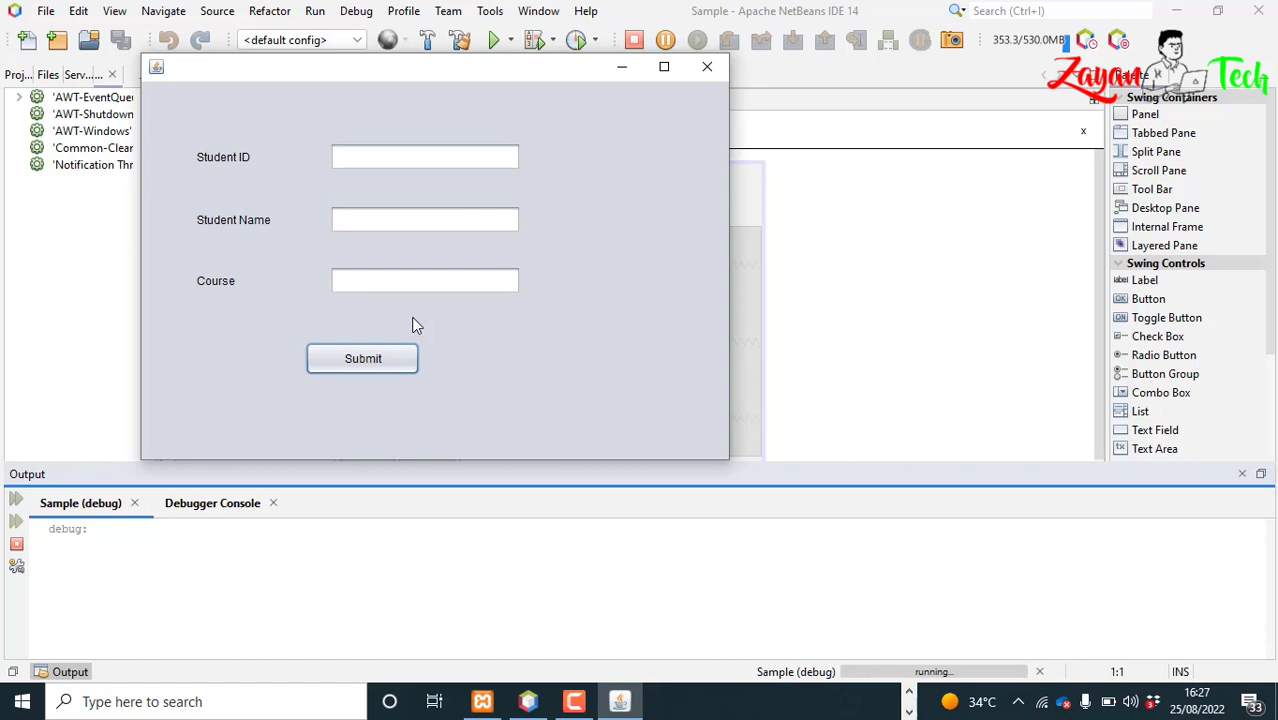 File Edit View Navigate Source Refactor Run Debug Profile Team Tools Window Help
Sample - Apache NetBeans IDE 14
Search (Ctrl+I)
<default config>
353.3/530.0MB
Zayan Tech
Proj...
Files
Serv...
'AWT-EventQue
'AWT-Shutdown
'AWT-Windows'
'Common-Clear
'Notification Thr
Student ID
Student Name
Course
Submit
x
Swing Containers
Panel
Tabbed Pane
Split Pane
Scroll Pane
Tool Bar
Desktop Pane
Internal Frame
Layered Pane
Swing Controls
label Label
OK Button
ON Toggle Button
Check Box
Radio Button
Button Group
Combo Box
List
Text Field
Text Area
Output
Sample (debug)
Debugger Console
debug:
Output
Sample (debug)
running...
1:1
INS
Type here to search
34°C
16:27
25/08/2022
33